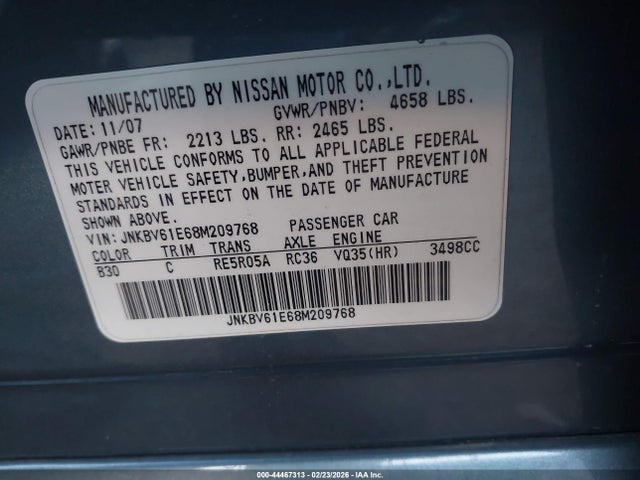 MANUFACTURED BY NISSAN MOTOR CO.,LTD.
DATE: 11/07 GVWR/PNBV: 4658 LBS.
GAWR/PNBE FR: 2213 LBS. RR: 2465 LBS.
THIS VEHICLE CONFORMS TO ALL APPLICABLE FEDERAL
MOTER VEHICLE SAFETY,BUMPER,AND THEFT PREVENTION
STANDARDS IN EFFECT ON THE DATE OF MANUFACTURE
SHOWN ABOVE.
VIN: JNKBV61E68M209768 PASSENGER CAR
COLOR TRIM TRANS AXLE ENGINE
B30 C RE5R05A RC36 VQ35(HR) 3498CC
JNKBV61E68M209768
000-44467313 - 02/23/2026 - IAA Inc.